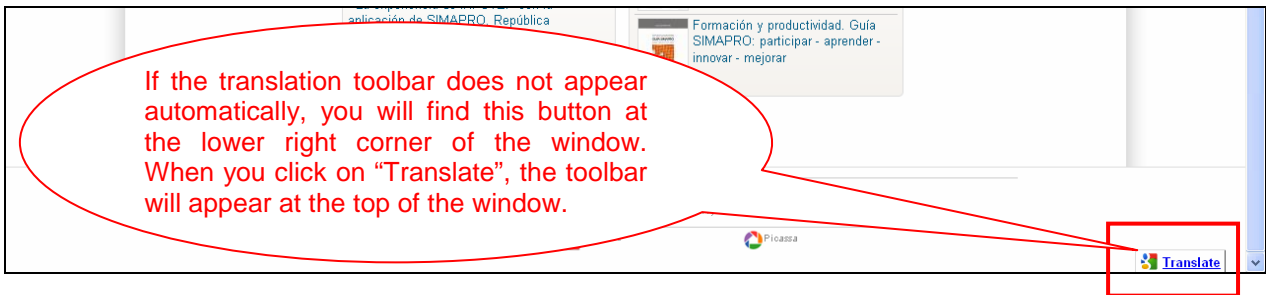 aplicación de SIMAPRO. República
Formación y productividad. Guía
SIMAPRO: participar - aprender -
innovar - mejorar
If the translation toolbar does not appear
automatically, you will find this button at
the lower right corner of the window.
When you click on “Translate”, the toolbar
will appear at the top of the window.
Picassa
Translate